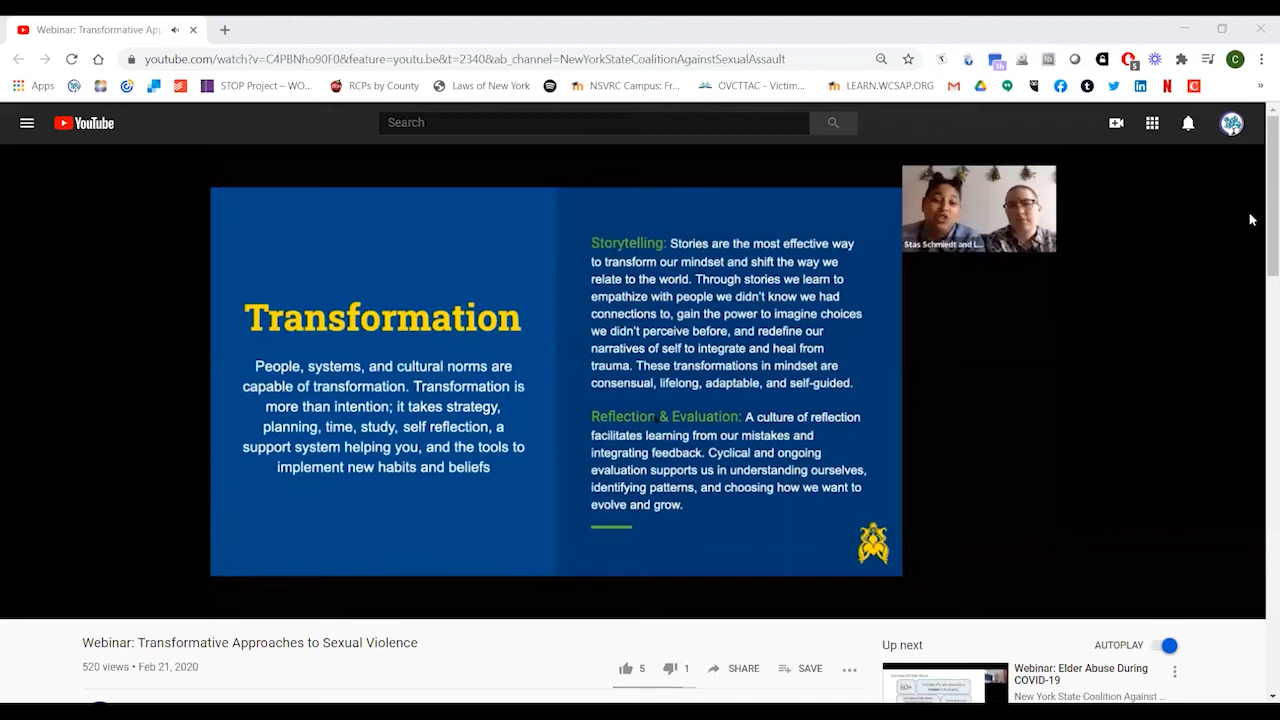 Webinar: Transformative App
youtube.com/watch?v=C4PBNlho90F0&feature=youtube&t=2340&ab_channel=NewYorkStateCoalitionAgainstSexualAssault
3h
5
C
Apps
STOP Project – WO...
RCPs by County
Laws of New York
NSVRC Campus: Fr...
OVCTTAC - Victim...
LEARN.WCSAP.ORG
»
YouTube
Search
Stas Schmiedt and L...
Transformation
People, systems, and cultural norms are
capable of transformation. Transformation is
more than intention; it takes strategy,
planning, time, study, self reflection, a
support system helping you, and the tools to
implement new habits and beliefs
Storytelling: Stories are the most effective way
to transform our mindset and shift the way we
relate to the world. Through stories we learn to
empathize with people we didn't know we had
connections to, gain the power to imagine choices
we didn't perceive before, and redefine our
narratives of self to integrate and heal from
trauma. These transformations in mindset are
consensual, lifelong, adaptable, and self-guided.
Reflection & Evaluation: A culture of reflection
facilitates learning from our mistakes and
integrating feedback. Cyclical and ongoing
evaluation supports us in understanding ourselves,
identifying patterns, and choosing how we want to
evolve and grow.
Webinar: Transformative Approaches to Sexual Violence
520 views • Feb 21, 2020
5
1
SHARE
SAVE
Up next
AUTOPLAY
60+
Webinar: Elder Abuse During
COVID-19
New York State Coalition Against ...